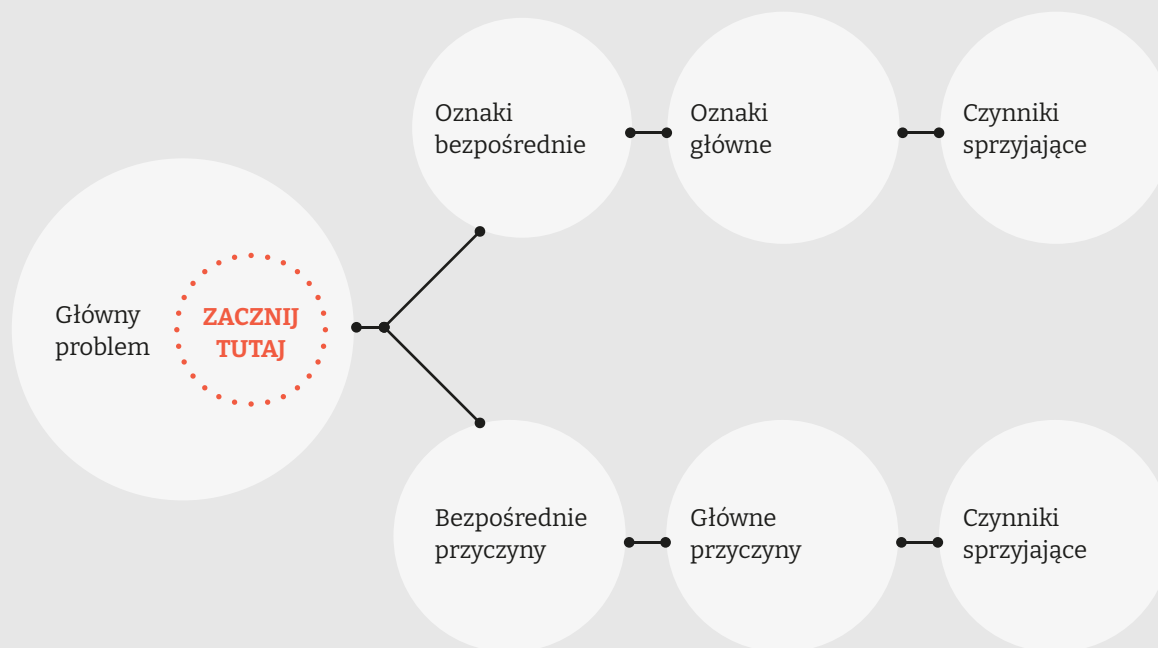 Główny
problem
ZACZNIJ
TUTAJ
Oznaki
bezpośrednie
Oznaki
główne
Czynniki
sprzyjające
Bezpośrednie
przyczyny
Główne
przyczyny
Czynniki
sprzyjające